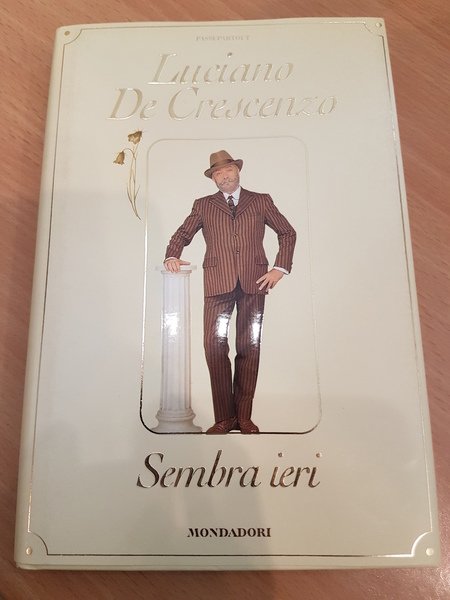 PASSEPARTOUT
Luciano
De Crescenzo
Sembra ieri
MONDADORI